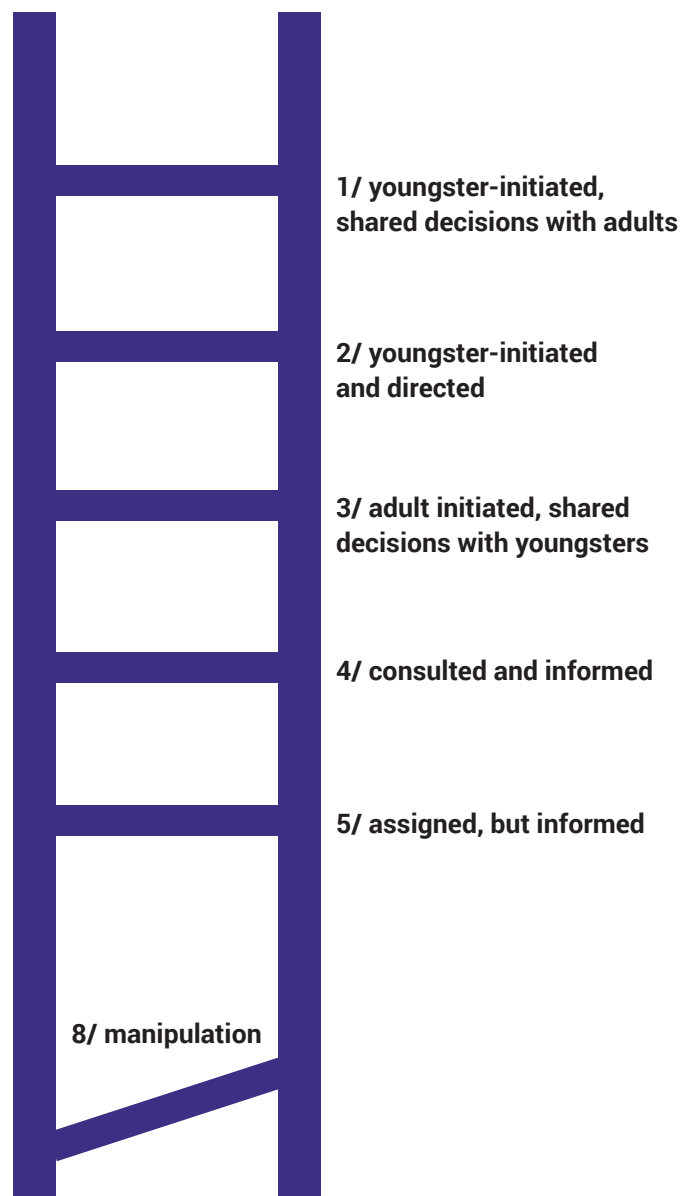 1/ youngster-initiated,
shared decisions with adults
2/ youngster-initiated
and directed
3/ adult initiated, shared
decisions with youngsters
4/ consulted and informed
5/ assigned, but informed
8/ manipulation